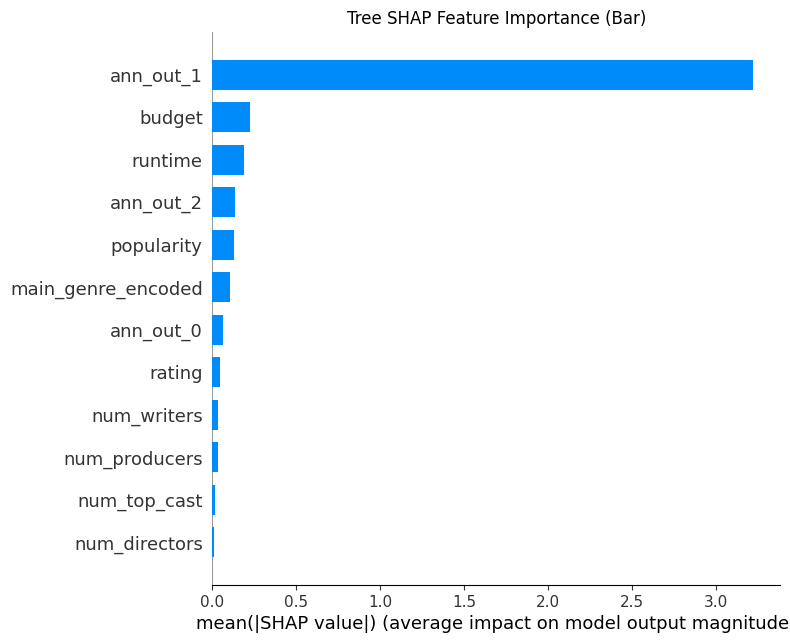 Tree SHAP Feature Importance (Bar)
ann_out_1
budget
runtime
ann_out_2
popularity
main_genre_encoded
ann_out_0
rating
num_writers
num_producers
num_top_cast
num_directors
0.0 0.5 1.0 1.5 2.0 2.5 3.0
mean(|SHAP value|) (average impact on model output magnitude